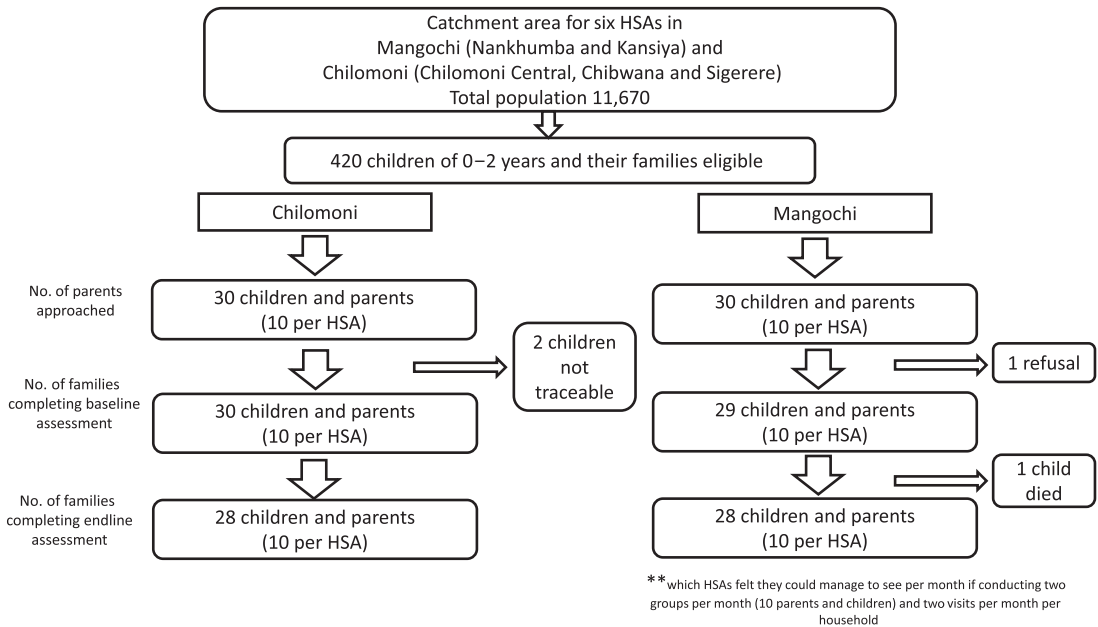 Catchment area for six HSAs in
Mangochi (Nankhumba and Kansiya) and
Chilomoni (Chilomoni Central, Chibwana and Sigerere)
Total population 11,670
420 children of 0–2 years and their families eligible
Chilomoni
Mangochi
No. of parents
approached
30 children and parents
(10 per HSA)
30 children and parents
(10 per HSA)
2 children
not
traceable
1 refusal
No. of families
completing baseline
assessment
30 children and parents
(10 per HSA)
29 children and parents
(10 per HSA)
1 child
died
No. of families
completing endline
assessment
28 children and parents
(10 per HSA)
28 children and parents
(10 per HSA)
**which HSAs felt they could manage to see per month if conducting two
groups per month (10 parents and children) and two visits per month per
household